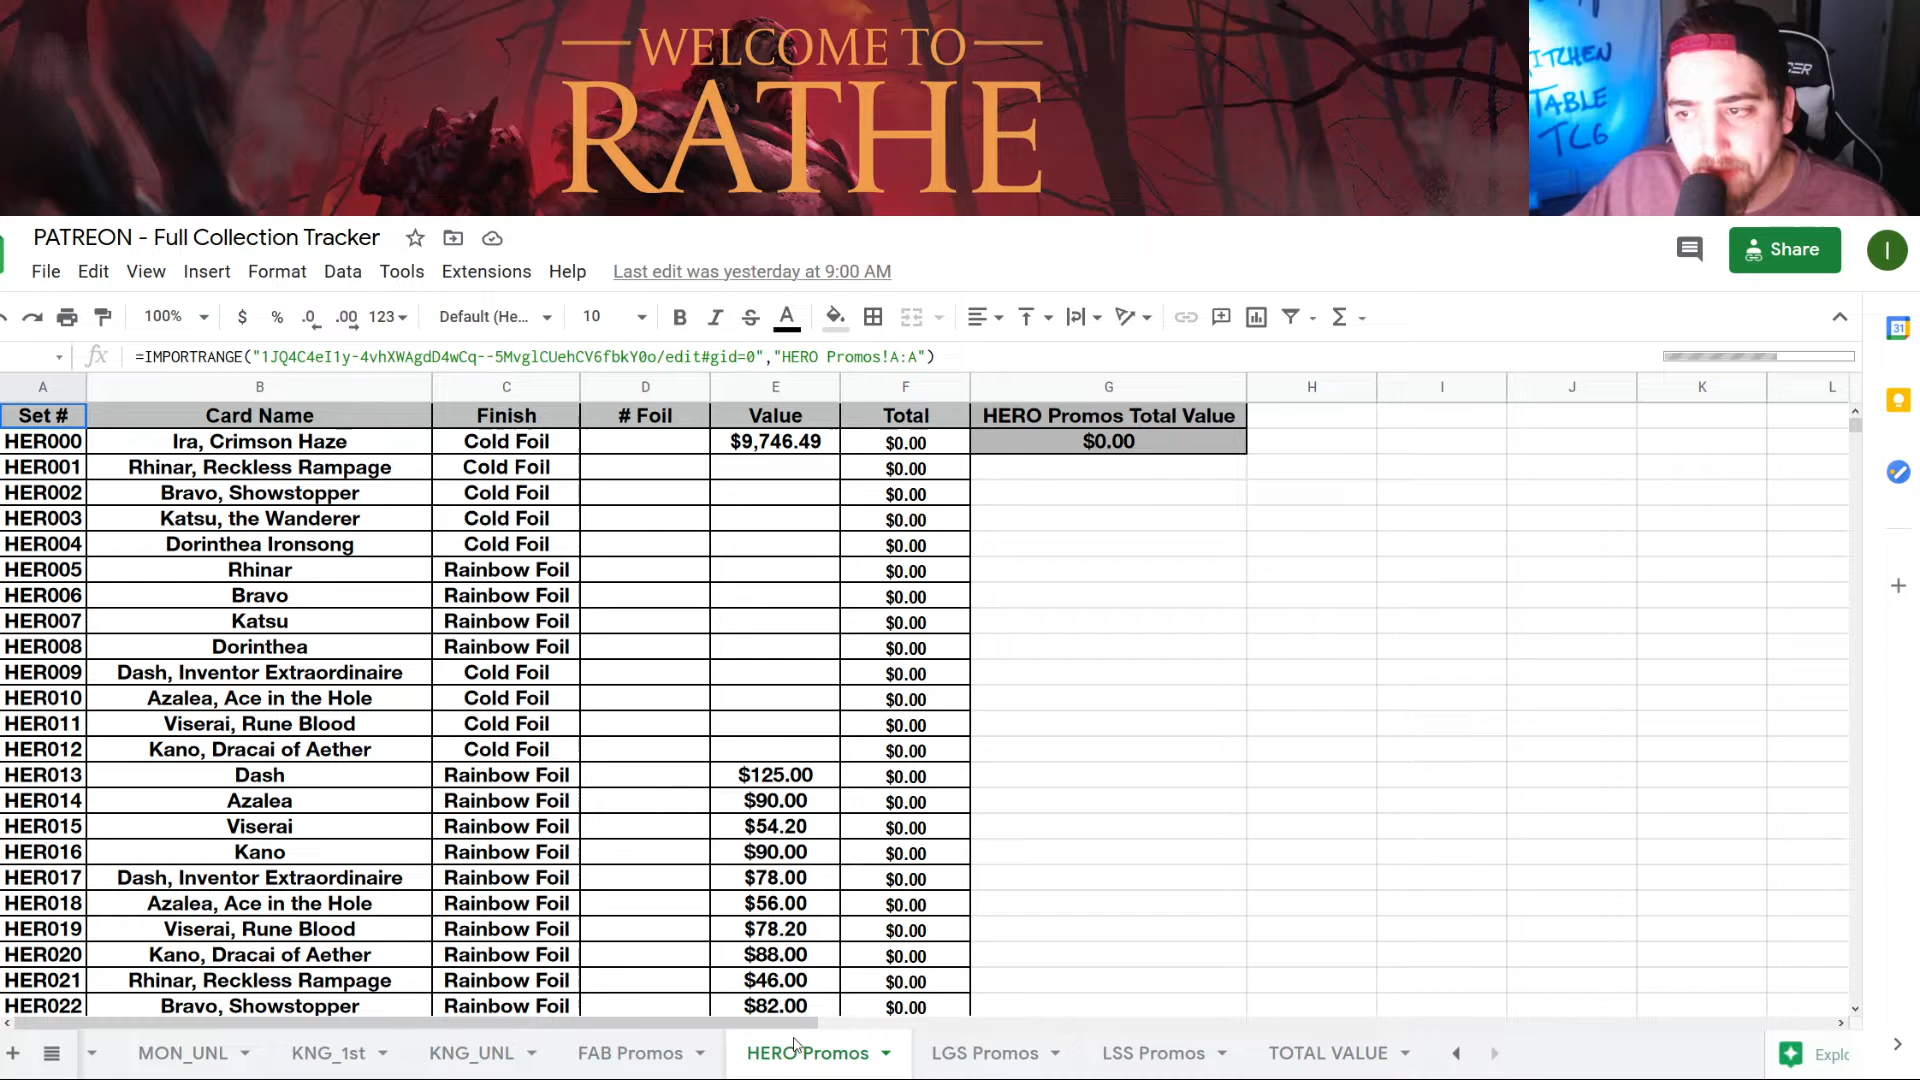 WELCOME TO
RATHE
KITCHEN
TABLE
TCG
PATREON - Full Collection Tracker
Share
I
File Edit View Insert Format Data Tools Extensions Help Last edit was yesterday at 9:00 AM
100% $ % .0 .00 123 Default (He... 10 B I S A Σ
31
fx =IMPORTRANGE("1JQ4C4eI1y-4vhXWAgdD4wCq--5MvglCUehCV6fbkY0o/edit#gid=0","HERO Promos!A:A")
A B C D E F G H I J K L
Set # Card Name Finish # Foil Value Total HERO Promos Total Value
HER000 Ira, Crimson Haze Cold Foil $9,746.49 $0.00 $0.00
HER001 Rhinar, Reckless Rampage Cold Foil $0.00
HER002 Bravo, Showstopper Cold Foil $0.00
HER003 Katsu, the Wanderer Cold Foil $0.00
HER004 Dorinthea Ironsong Cold Foil $0.00
HER005 Rhinar Rainbow Foil $0.00
HER006 Bravo Rainbow Foil $0.00
HER007 Katsu Rainbow Foil $0.00
HER008 Dorinthea Rainbow Foil $0.00
HER009 Dash, Inventor Extraordinaire Cold Foil $0.00
HER010 Azalea, Ace in the Hole Cold Foil $0.00
HER011 Viserai, Rune Blood Cold Foil $0.00
HER012 Kano, Dracai of Aether Cold Foil $0.00
HER013 Dash Rainbow Foil $125.00 $0.00
HER014 Azalea Rainbow Foil $90.00 $0.00
HER015 Viserai Rainbow Foil $54.20 $0.00
HER016 Kano Rainbow Foil $90.00 $0.00
HER017 Dash, Inventor Extraordinaire Rainbow Foil $78.00 $0.00
HER018 Azalea, Ace in the Hole Rainbow Foil $56.00 $0.00
HER019 Viserai, Rune Blood Rainbow Foil $78.20 $0.00
HER020 Kano, Dracai of Aether Rainbow Foil $88.00 $0.00
HER021 Rhinar, Reckless Rampage Rainbow Foil $46.00 $0.00
HER022 Bravo, Showstopper Rainbow Foil $82.00 $0.00
MON_UNL KNG_1st KNG_UNL FAB Promos HERO Promos LGS Promos LSS Promos TOTAL VALUE Explo